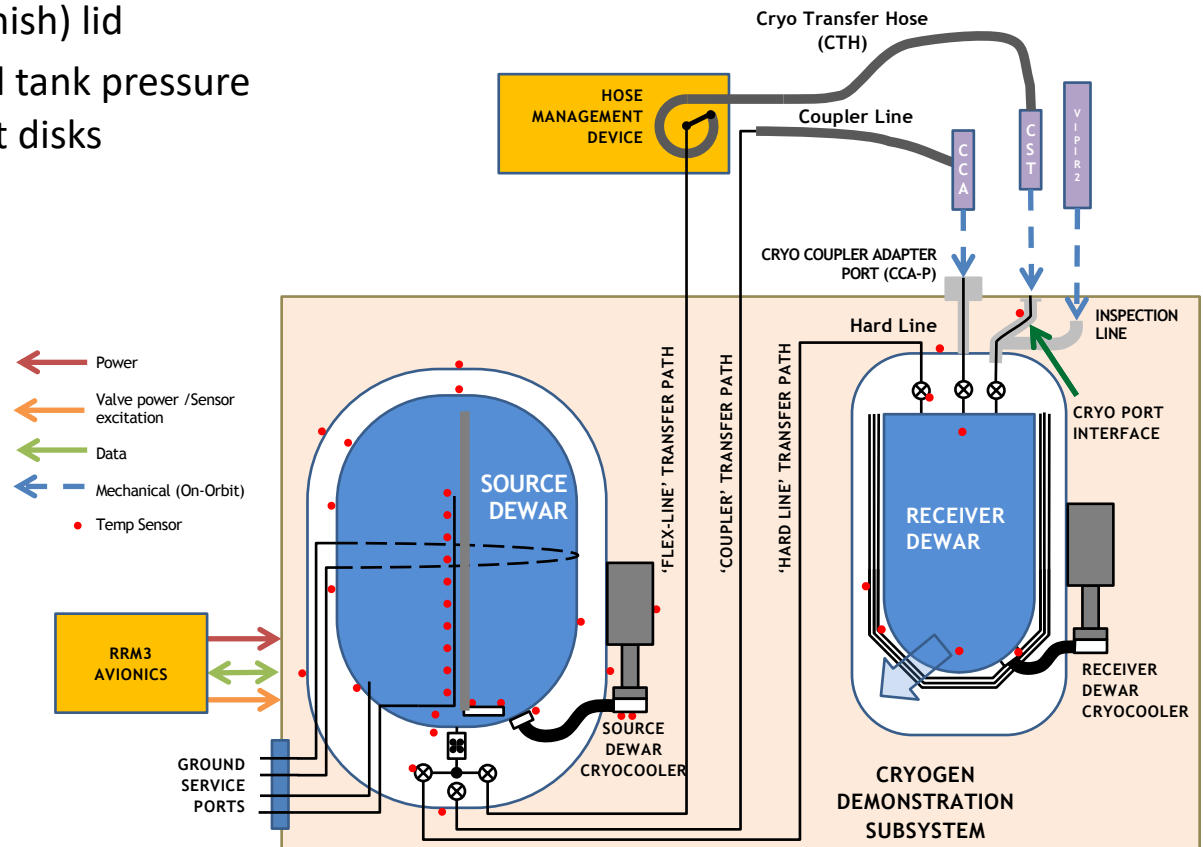 nish) lid
tank pressure
t disks
Cryo Transfer Hose
(CTH)
HOSE
MANAGEMENT
DEVICE
Coupler Line
CCA
CST
VIPIR2
CRYO COUPLER ADAPTER
PORT (CCA-P)
Hard Line
INSPECTION
LINE
CRYO PORT
INTERFACE
Power
Valve power /Sensor
excitation
Data
Mechanical (On-Orbit)
Temp Sensor
SOURCE
DEWAR
'FLEX-LINE' TRANSFER PATH
'COUPLER' TRANSFER PATH
'HARD LINE' TRANSFER PATH
RECEIVER
DEWAR
RRM3
AVIONICS
GROUND
SERVICE
PORTS
SOURCE
DEWAR
CRYOCOOLER
RECEIVER
DEWAR
CRYOCOOLER
CRYOGEN
DEMONSTRATION
SUBSYSTEM